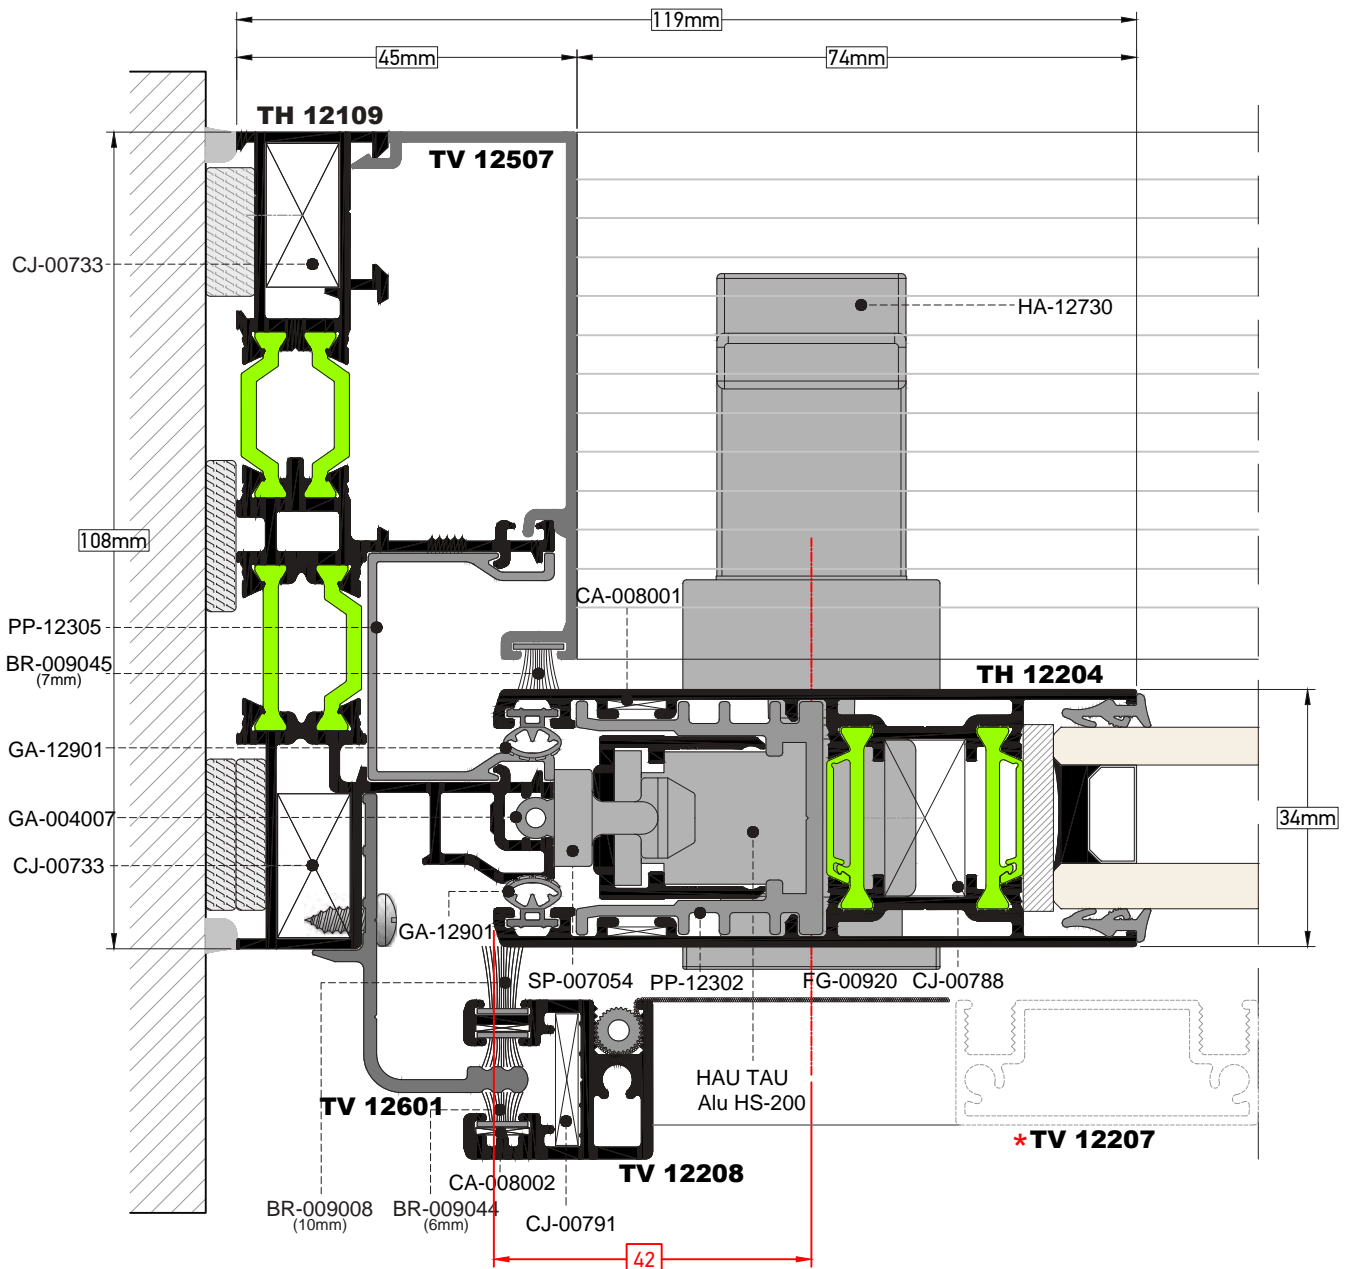 119mm
45mm
74mm
TH 12109
TV 12507
CJ-00733
HA-12730
108mm
CA-008001
PP-12305
BR-009045
(7mm)
TH 12204
GA-12901
GA-004007
34mm
CJ-00733
GA-12901
SP-007054
PP-12302
FG-00920
CJ-00788
HAU TAU
Alu HS-200
TV 12601
*TV 12207
TV 12208
CA-008002
BR-009008
(10mm)
BR-009044
(6mm)
CJ-00791
42